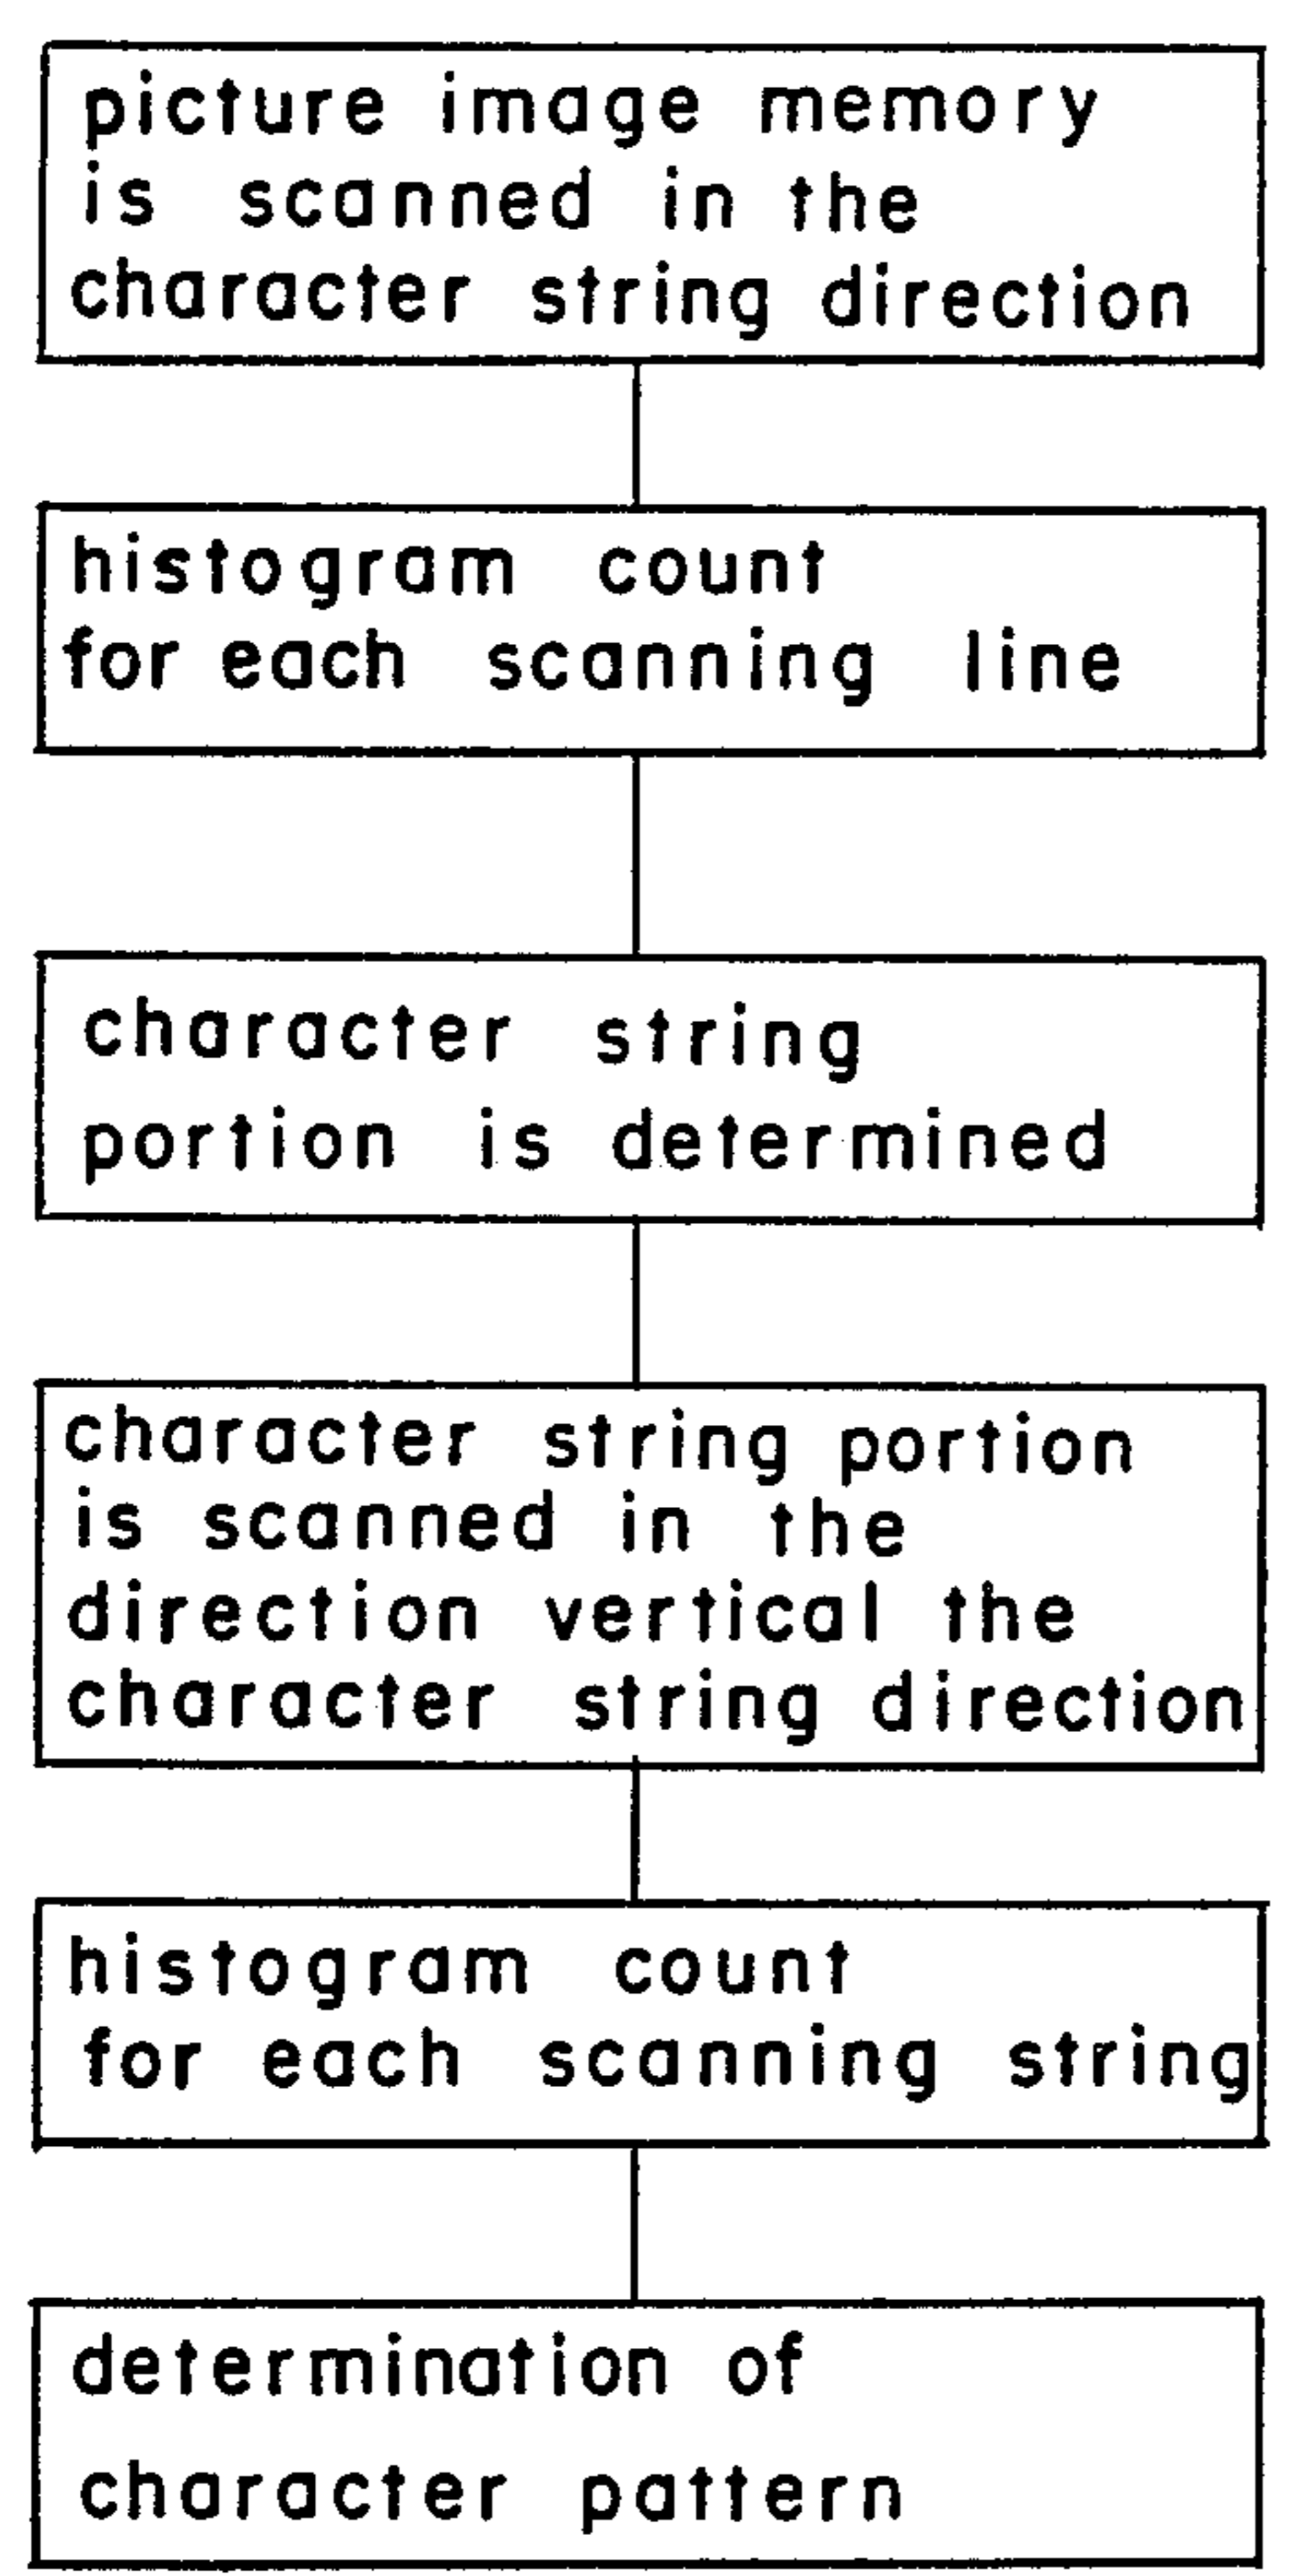 picture image memory
is scanned in the
character string direction
histogram count
for each scanning line
character string
portion is determined
character string portion
is scanned in the
direction vertical the
character string direction
histogram count
for each scanning string
determination of
character pattern